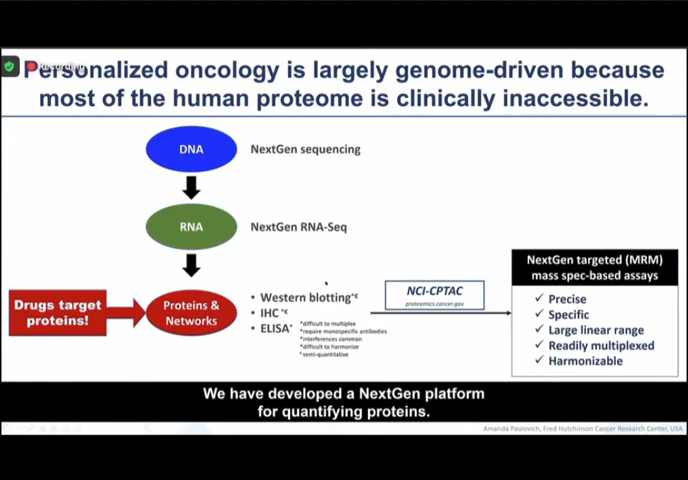 Recording
Personalized oncology is largely genome-driven because
most of the human proteome is clinically inaccessible.
DNA
NextGen sequencing
RNA
NextGen RNA-Seq
Drugs target
proteins!
Proteins &
Networks
• Western blotting*€
• IHC *€
• ELISA*
*difficult to multiplex
*require monospecific antibodies
*interferences common
*difficult to harmonize
€semi-quantitative
NCI-CPTAC
proteomics.cancer.gov
NextGen targeted (MRM)
mass spec-based assays
✓ Precise
✓ Specific
✓ Large linear range
✓ Readily multiplexed
✓ Harmonizable
We have developed a NextGen platform
for quantifying proteins.
Amanda Paulovich, Fred Hutchinson Cancer Research Center, USA